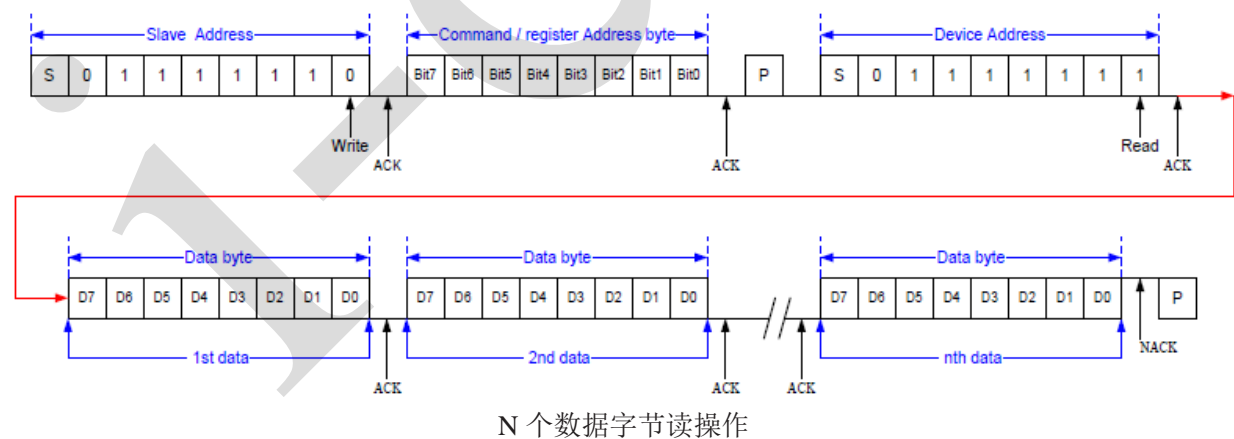 Slave Address Command / register Address byte Device Address
S 0 1 1 1 1 1 1 0 Bit7 Bit6 Bit5 Bit4 Bit3 Bit2 Bit1 Bit0 P S 0 1 1 1 1 1 1 1
Write ACK ACK Read ACK
Data byte Data byte Data byte
D7 D6 D5 D4 D3 D2 D1 D0 D7 D6 D5 D4 D3 D2 D1 D0 D7 D6 D5 D4 D3 D2 D1 D0 P
1st data 2nd data nth data NACK
ACK ACK ACK
N 个数据字节读操作